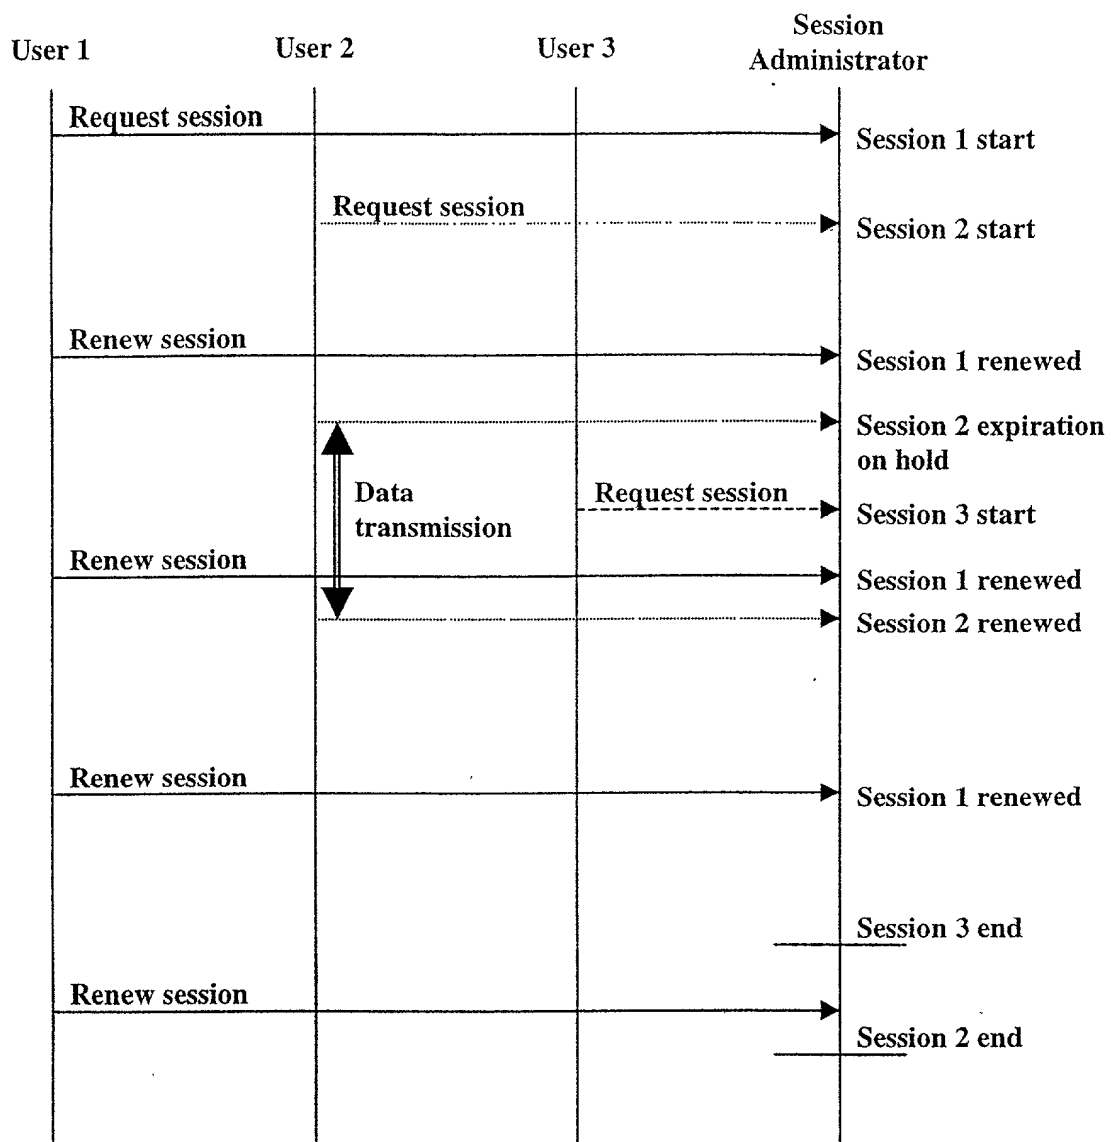 User 1
User 2
User 3
Session
Administrator
Request session
Session 1 start
Request session
Session 2 start
Renew session
Session 1 renewed
Session 2 expiration
on hold
Data
transmission
Request session
Session 3 start
Renew session
Session 1 renewed
Session 2 renewed
Renew session
Session 1 renewed
Session 3 end
Renew session
Session 2 end